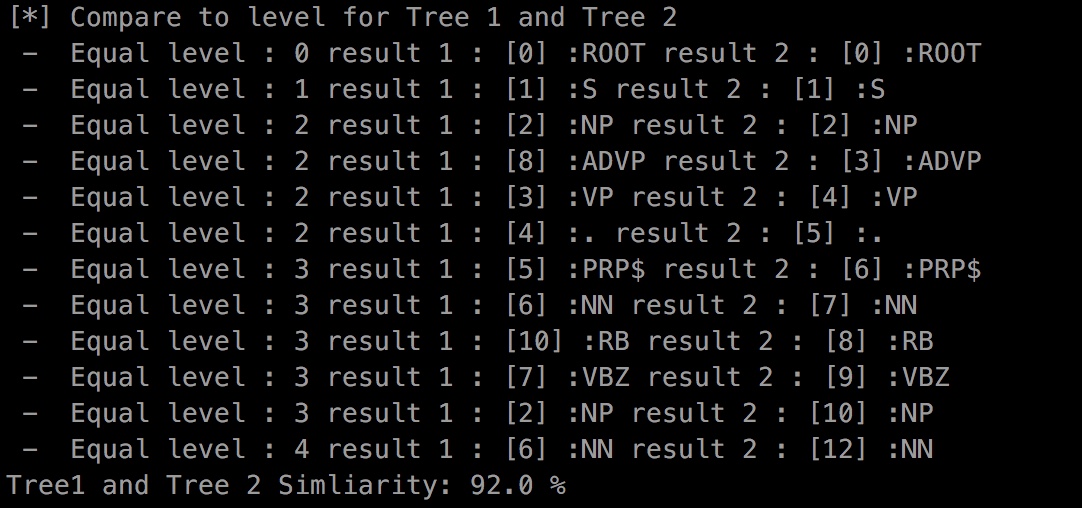 [*] Compare to level for Tree 1 and Tree 2
– Equal level : 0 result 1 : [0] :ROOT result 2 : [0] :ROOT
– Equal level : 1 result 1 : [1] :S result 2 : [1] :S
– Equal level : 2 result 1 : [2] :NP result 2 : [2] :NP
– Equal level : 2 result 1 : [8] :ADVP result 2 : [3] :ADVP
– Equal level : 2 result 1 : [3] :VP result 2 : [4] :VP
– Equal level : 2 result 1 : [4] :. result 2 : [5] :.
– Equal level : 3 result 1 : [5] :PRP$ result 2 : [6] :PRP$
– Equal level : 3 result 1 : [6] :NN result 2 : [7] :NN
– Equal level : 3 result 1 : [10] :RB result 2 : [8] :RB
– Equal level : 3 result 1 : [7] :VBZ result 2 : [9] :VBZ
– Equal level : 3 result 1 : [2] :NP result 2 : [10] :NP
– Equal level : 4 result 1 : [6] :NN result 2 : [12] :NN
Tree1 and Tree 2 Simliarity: 92.0 %